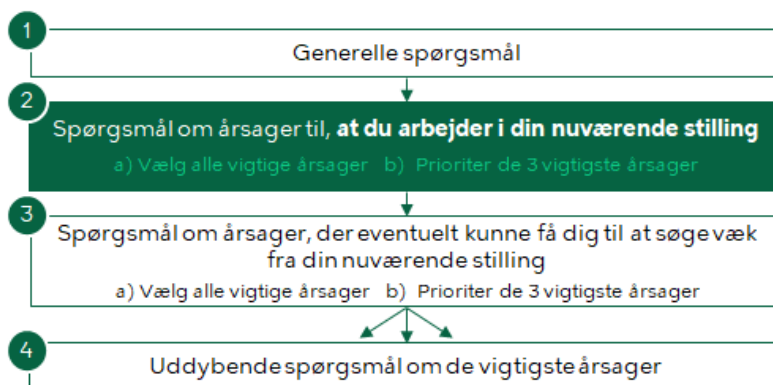 1
Generelle spørgsmål
2
Spørgsmål om årsager til, at du arbejder i din nuværende stilling
a) Vælg alle vigtige årsager b) Prioriter de 3 vigtigste årsager
3
Spørgsmål om årsager, der eventuelt kunne få dig til at søge væk
fra din nuværende stilling
a) Vælg alle vigtige årsager b) Prioriter de 3 vigtigste årsager
4
Uddybende spørgsmål om de vigtigste årsager